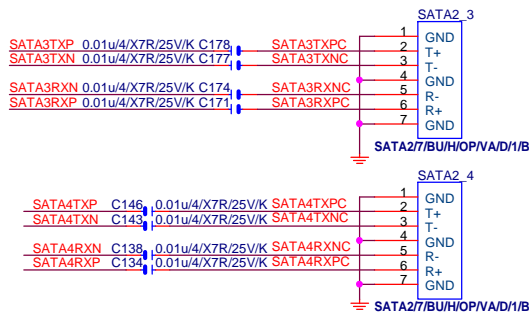 SATA2_3
1 GND
SATA3TXP 0.01u/4/X7R/25V/K C178 SATA3TXPC 2 T+
SATA3TXN 0.01u/4/X7R/25V/K C177 SATA3TXNC 3 T-
4 GND
SATA3RXN 0.01u/4/X7R/25V/K C174 SATA3RXNC 5 R-
SATA3RXP 0.01u/4/X7R/25V/K C171 SATA3RXPC 6 R+
7 GND
SATA2/7/BU/H/OP/VA/D/1/B
SATA2_4
1 GND
SATA4TXP C146 0.01u/4/X7R/25V/K SATA4TXPC 2 T+
SATA4TXN C143 0.01u/4/X7R/25V/K SATA4TXNC 3 T-
4 GND
SATA4RXN C138 0.01u/4/X7R/25V/K SATA4RXNC 5 R-
SATA4RXP C134 0.01u/4/X7R/25V/K SATA4RXPC 6 R+
7 GND
SATA2/7/BU/H/OP/VA/D/1/B